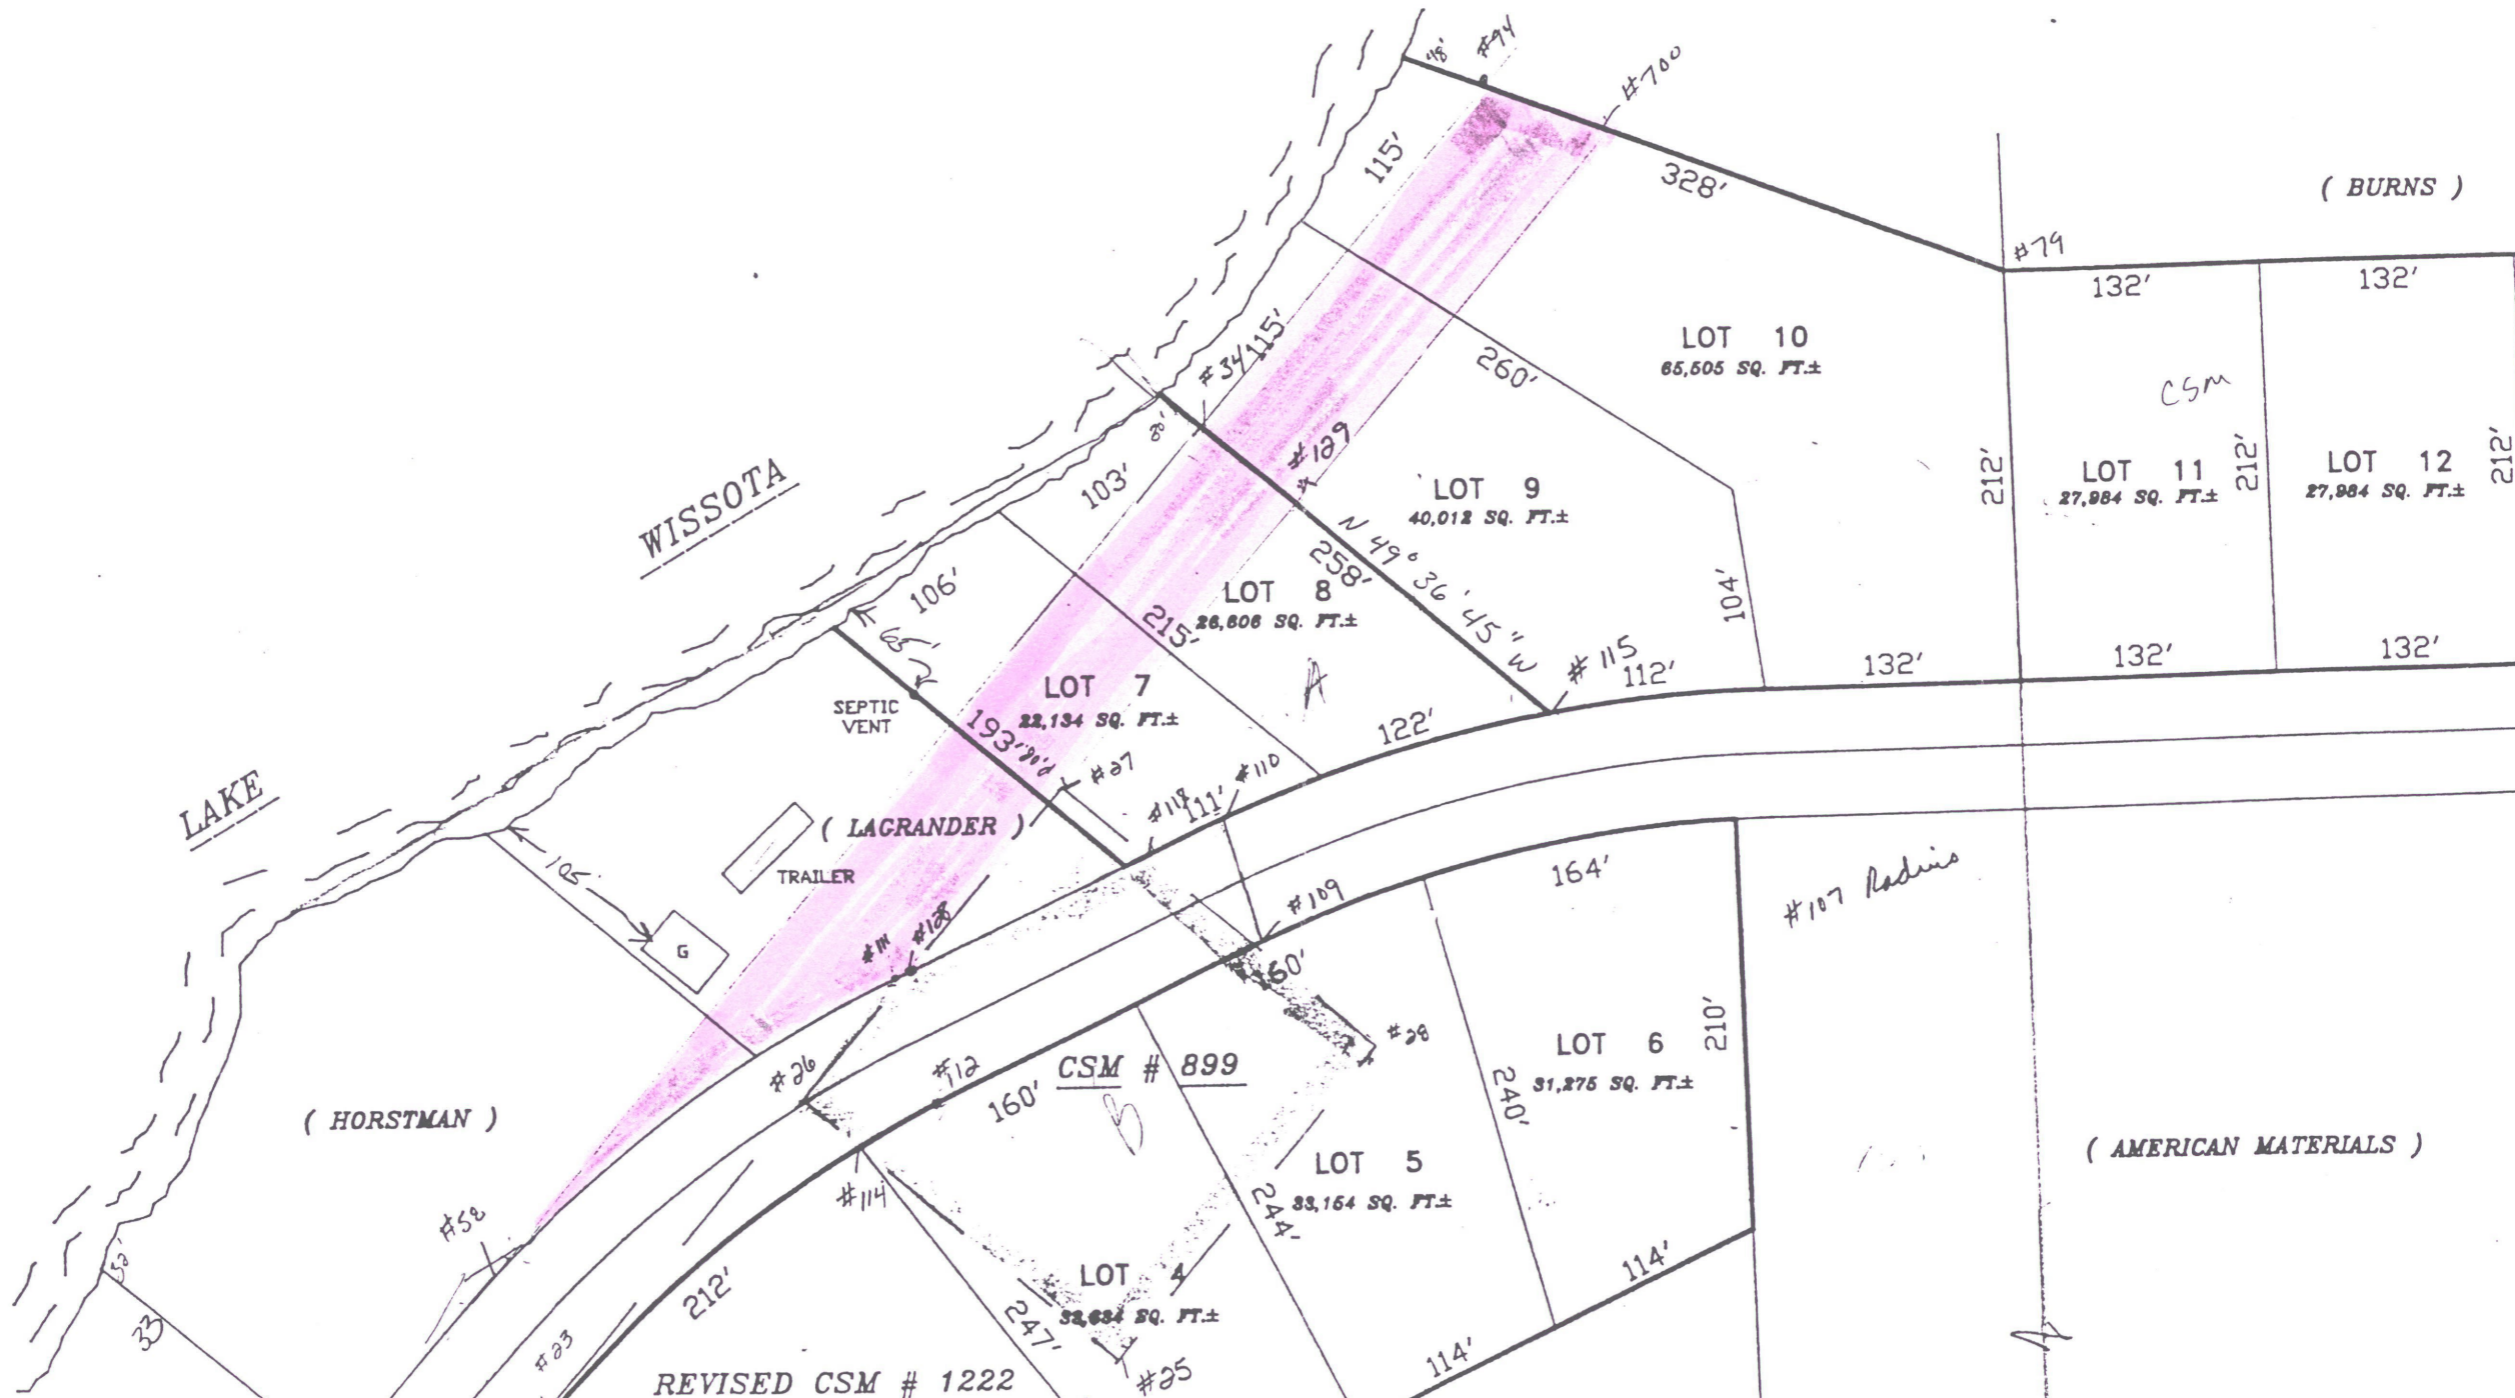 48'
#94
#700
115'
328'
( BURNS )
#79
132'
132'
LOT 10
65,505 SQ. FT.±
260'
#34
115'
CSM
212'
212'
212'
LOT 11
27,984 SQ. FT.±
LOT 12
27,984 SQ. FT.±
#129
LOT 9
40,012 SQ. FT.±
N 49° 36' 45" W
258'
103'
WISSOTA
LOT 8
26,606 SQ. FT.±
215'
A
104'
106'
65'
#115
112'
132'
132'
132'
LOT 7
22,134 SQ. FT.±
SEPTIC
VENT
193'
P.O.B.
#27
122'
#110
#118
111'
LAKE
( LAGRANDER )
TRAILER
105'
G
#111
#128
#109
164'
#107 Radius
160'
#28
#26
#112
160'
CSM # 899
B
LOT 6
31,275 SQ. FT.±
210'
240'
( HORSTMAN )
( AMERICAN MATERIALS )
LOT 5
33,154 SQ. FT.±
244'
#114
#58
114'
LOT 4
247'
212'
33
#23
114'
#25
REVISED CSM # 1222